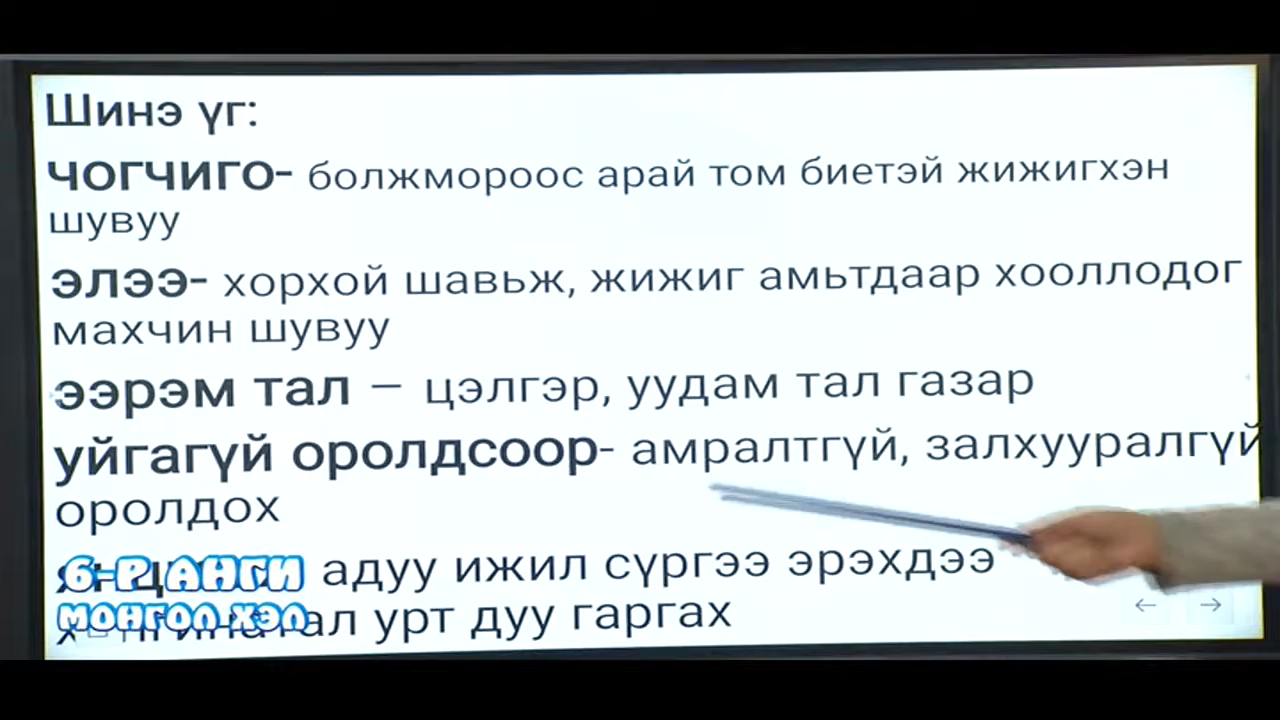 Шинэ үг:
чогчиго- болжмороос арай том биетэй жижигхэн
шувуу
элээ- хорхой шавьж, жижиг амьтдаар хооллодог
махчин шувуу
ээрэм тал – цэлгэр, уудам тал газар
уйгагүй оролдсоор- амралтгүй, залхууралгүй
оролдох
адуу ижил сүргээ эрэхдээ
урт дуу гаргах
6-Р АНГИ
МОНГОЛ ХЭЛ